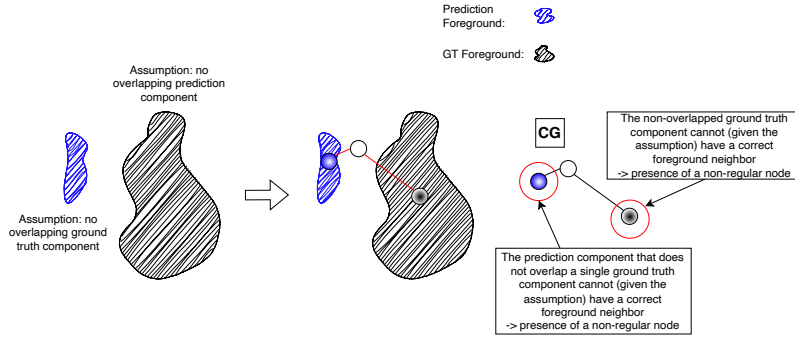 Prediction
Foreground:
GT Foreground:
Assumption: no
overlapping prediction
component
Assumption: no
overlapping ground
truth component
CG
The non-overlapped ground truth
component cannot (given the
assumption) have a correct
foreground neighbor
-> presence of a non-regular node
The prediction component that does
not overlap a single ground truth
component cannot (given the
assumption) have a correct
foreground neighbor
-> presence of a non-regular node